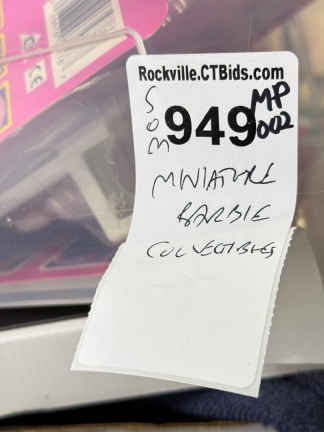 Rockville.CTBids.com
949
MP
002
MINIATURE
BARBIE
COLLECTIBLES